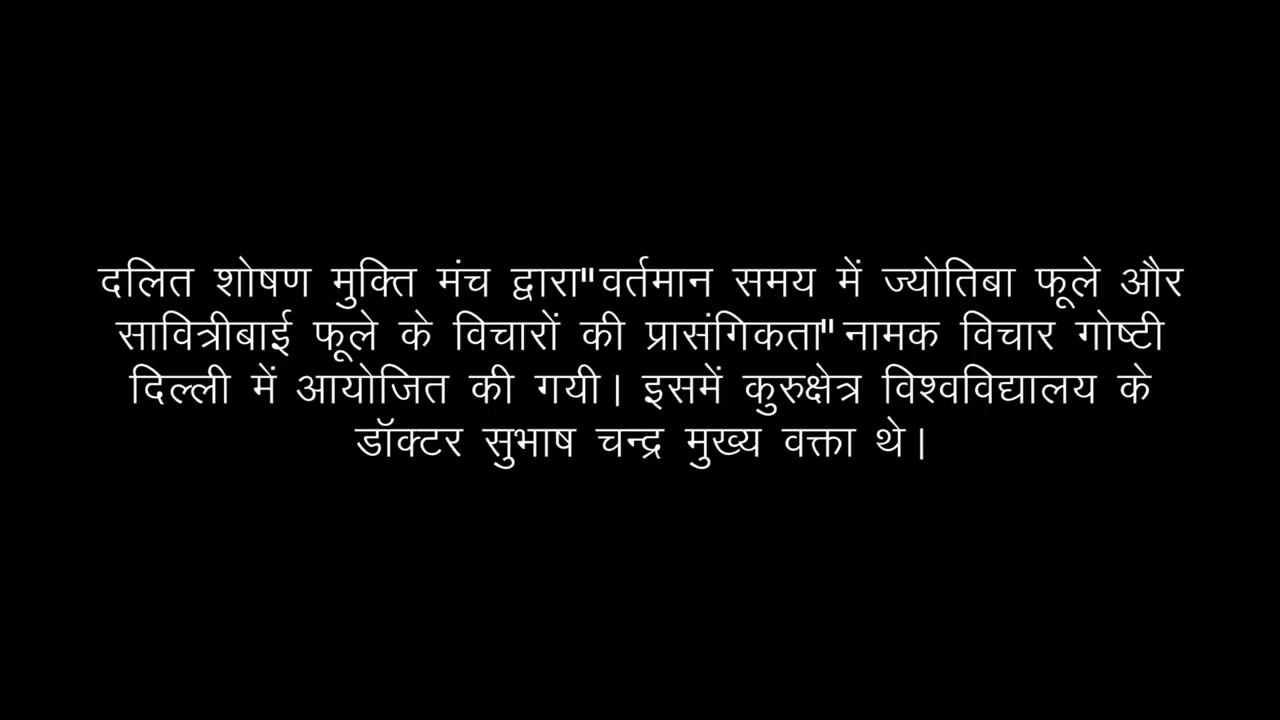 दलित शोषण मुक्ति मंच द्वारा"वर्तमान समय में ज्योतिबा फूले और
सावित्रीबाई फूले के विचारों की प्रासंगिकता" नामक विचार गोष्टी
दिल्ली में आयोजित की गयी। इसमें कुरुक्षेत्र विश्वविद्यालय के
डॉक्टर सुभाष चन्द्र मुख्य वक्ता थे।